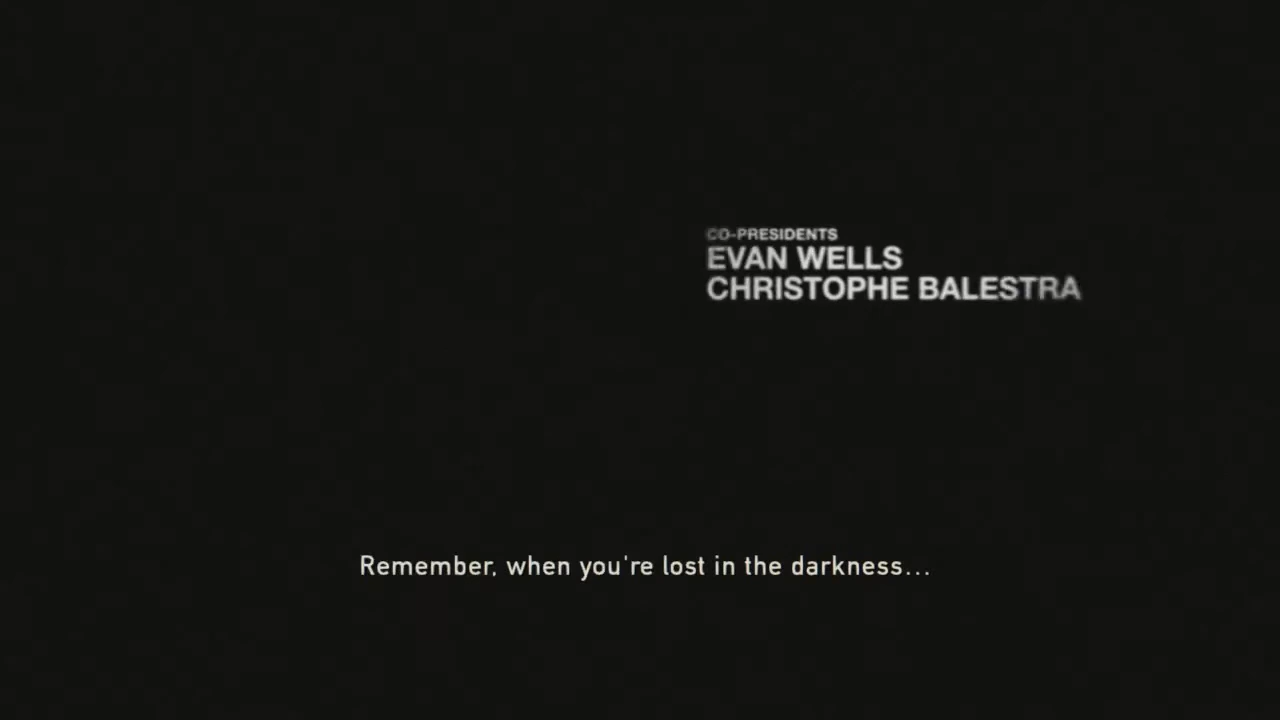 CO-PRESIDENTS
EVAN WELLS
CHRISTOPHE BALESTRA
Remember, when you're lost in the darkness...